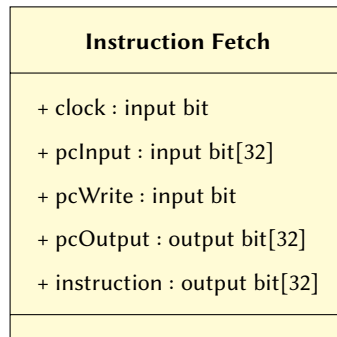 Instruction Fetch
+ clock : input bit
+ pcInput : input bit[32]
+ pcWrite : input bit
+ pcOutput : output bit[32]
+ instruction : output bit[32]